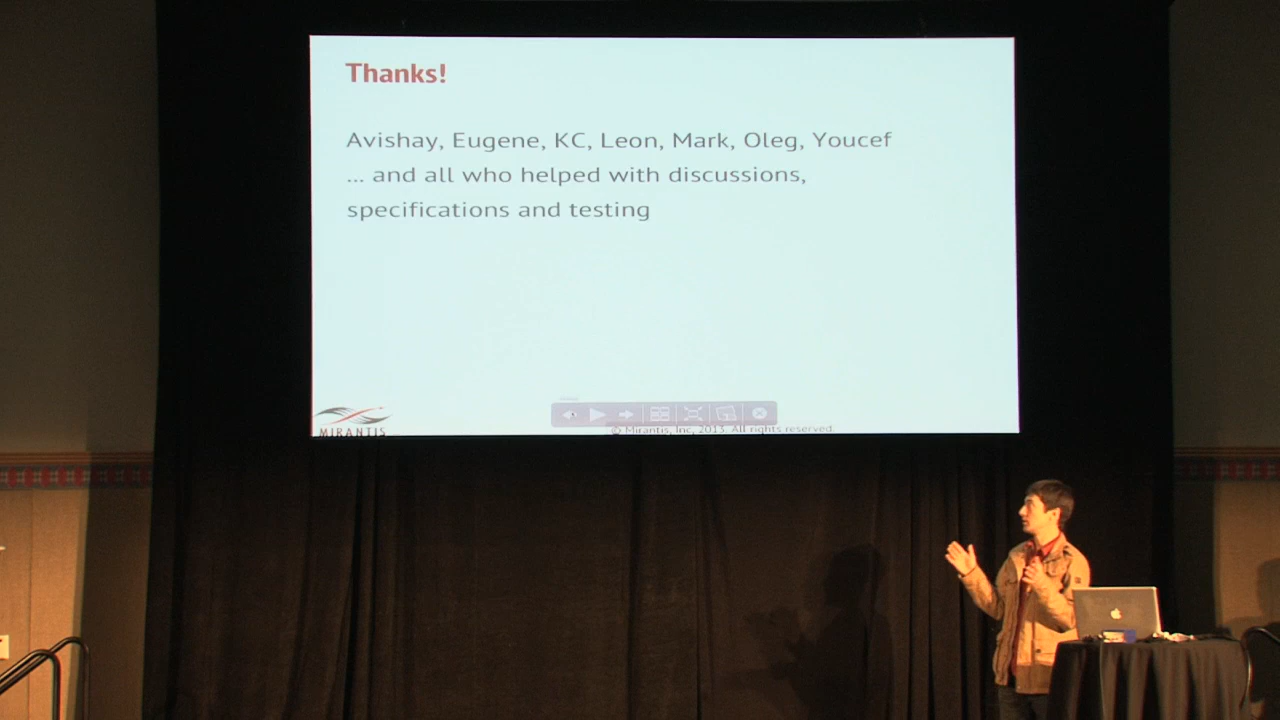 Thanks!
Avishay, Eugene, KC, Leon, Mark, Oleg, Youcef
... and all who helped with discussions,
specifications and testing
MIRANTIS
© Mirantis, Inc, 2013. All rights reserved.